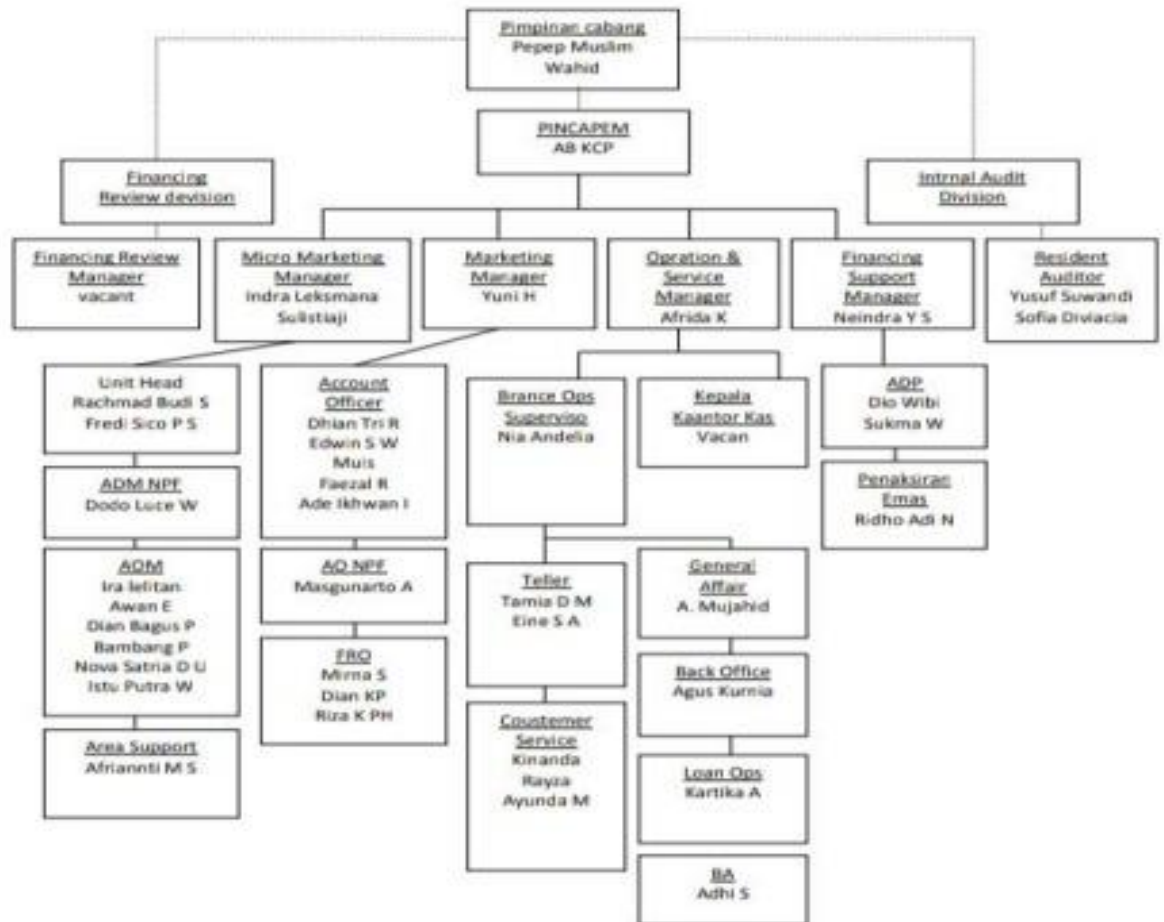 Pimpinan cabang
Pepep Muslim
Wahid
PINCAPEM
AB KCP
Financing
Review devision
Intrnal Audit
Division
Financing Review
Manager
vacant
Micro Marketing
Manager
Indra Leksmana
Sulistiaji
Marketing
Manager
Yuni H
Opration &
Service
Manager
Afrida K
Financing
Support
Manager
Neindra Y S
Resident
Auditor
Yusuf Suwandi
Sofia Diviacia
Unit Head
Rachmad Budi S
Fredi Sico P S
Account
Officer
Dhian Tri R
Edwin S W
Muis
Faezal R
Ade Ikhwan I
Brance Ops
Superviso
Nia Andelia
Kepala
Kaantor Kas
Vacan
ADP
Dio Wibi
Sukma W
ADM NPF
Dodo Luce W
Penaksiran
Emas
Ridho Adi N
AOM
Ira lelitan
Awan E
Dian Bagus P
Bambang P
Nova Satria D U
Istu Putra W
AO NPF
Masgunarto A
Teller
Tamia D M
Eine S A
General
Affair
A. Mujahid
FRO
Mirna S
Dian KP
Riza K PH
Back Office
Agus Kurnia
Area Support
Afriannti M S
Coustemer
Service
Kinanda
Rayza
Ayunda M
Loan Ops
Kartika A
BA
Adhi S